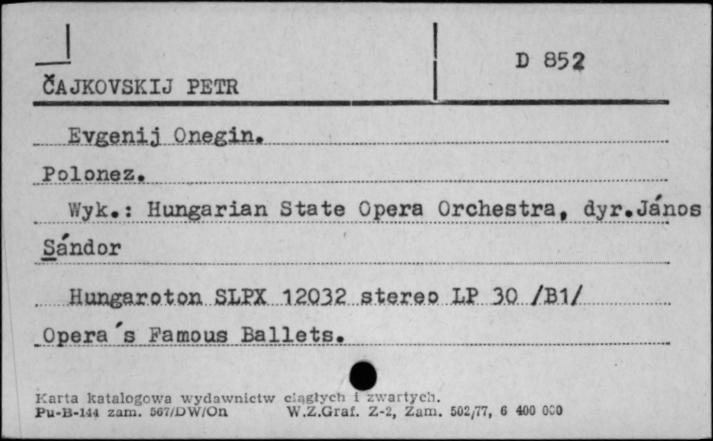 D 852
ČAJKOVSKIJ PETR
Evgenij Onegin.
Polonez.
Wyk.: Hungarian State Opera Orchestra, dyr.János
Sándor
Hungaroton SLPX 12032 stereo LP 30 /B1/
Opera´s Famous Ballets.
Karta katalogowa wydawnictw ciągłych i zwartych.
Pu-B-144 zam. 567/DW/On W.Z.Graf. Z-2, Zam. 502/77, 6 400 000